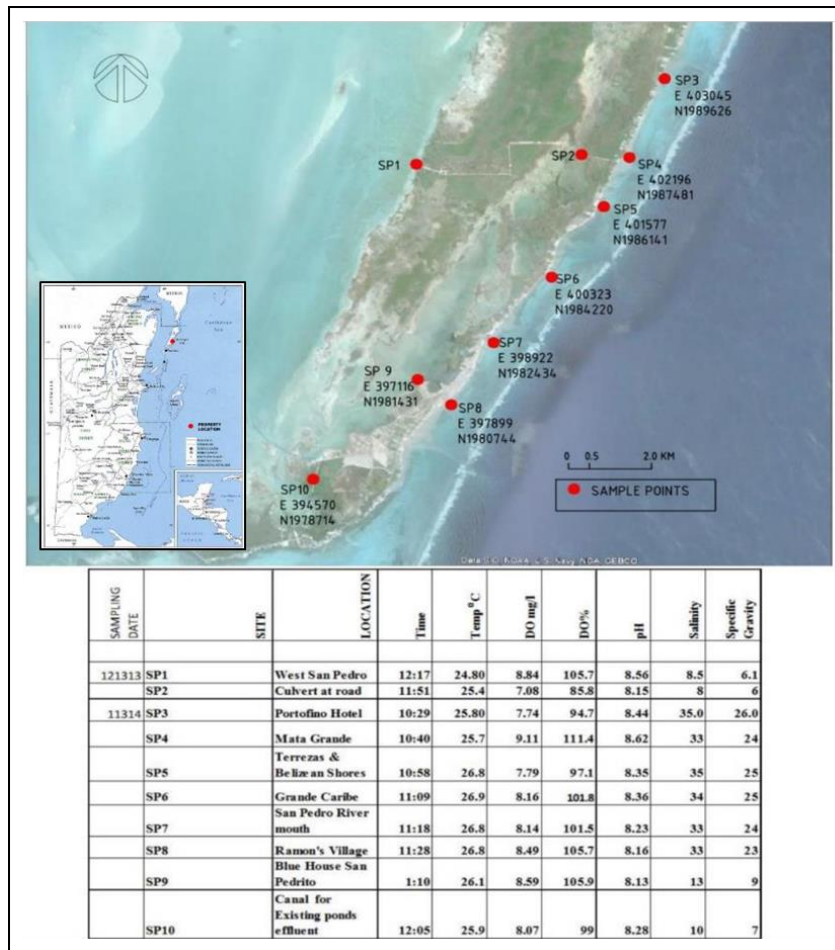 SP3
E 403045
N1989626
SP1
SP2
SP4
E 402196
N1987481
SP5
E 401577
N1986141
SP6
E 400323
N1984220
SP7
E 398922
N1982434
SP 9
E 397116
N1981431
SP8
E 397899
N1980744
SP10
E 394570
N1978714
MEXICO
PROPERTY
LOCATION
0 0.5 2.0 KM
SAMPLE POINTS
Data SIO, NOAA, U.S. Navy, NGA, GEBCO
SAMPLING DATE SITE LOCATION Time Temp ⁰C DO mg/l DO% pH Salinity Specific Gravity
121313 SP1 West San Pedro 12:17 24.80 8.84 105.7 8.56 8.5 6.1
SP2 Culvert at road 11:51 25.4 7.08 85.8 8.15 8 6
11314 SP3 Portofino Hotel 10:29 25.80 7.74 94.7 8.44 35.0 26.0
SP4 Mata Grande 10:40 25.7 9.11 111.4 8.62 33 24
Terrezas &
SP5 Belizean Shores 10:58 26.8 7.79 97.1 8.35 35 25
SP6 Grande Caribe 11:09 26.9 8.16 101.8 8.36 34 25
San Pedro River
SP7 mouth 11:18 26.8 8.14 101.5 8.23 33 24
SP8 Ramon's Village 11:28 26.8 8.49 105.7 8.16 33 23
Blue House San
SP9 Pedrito 1:10 26.1 8.59 105.9 8.13 13 9
Canal for
Existing ponds
SP10 effluent 12:05 25.9 8.07 99 8.28 10 7